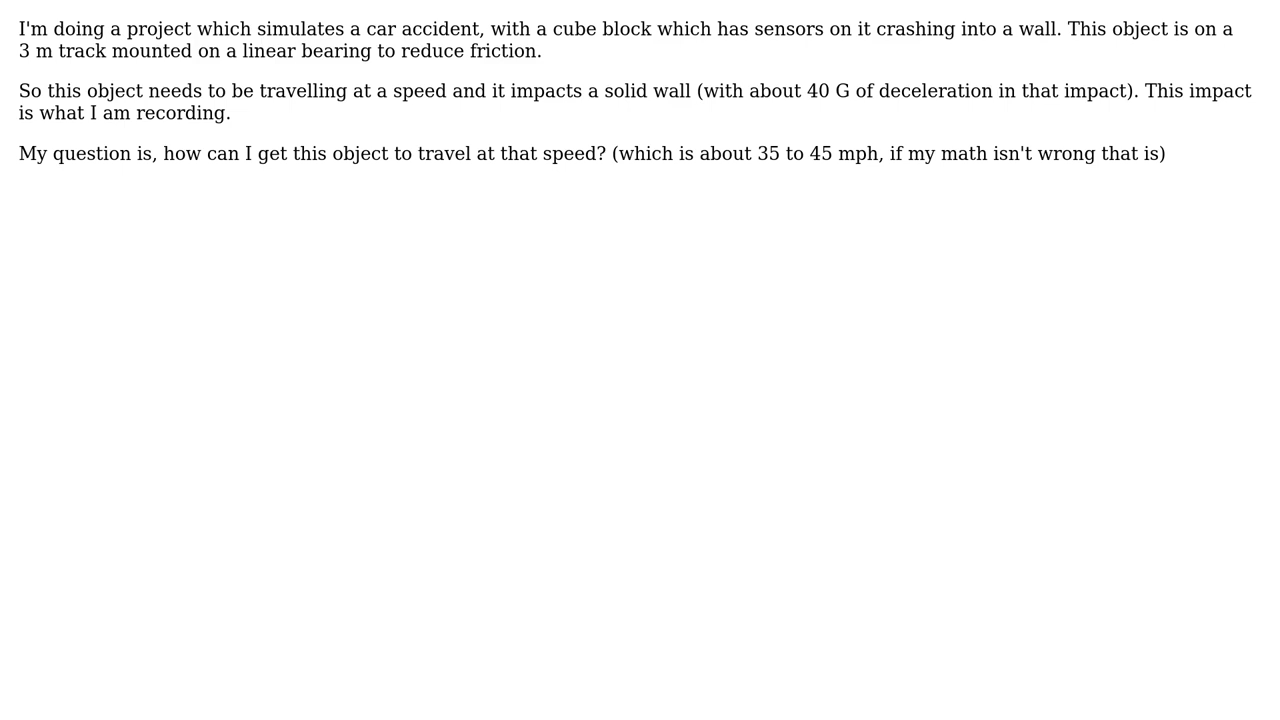 I'm doing a project which simulates a car accident, with a cube block which has sensors on it crashing into a wall. This object is on a
3 m track mounted on a linear bearing to reduce friction.
So this object needs to be travelling at a speed and it impacts a solid wall (with about 40 G of deceleration in that impact). This impact
is what I am recording.
My question is, how can I get this object to travel at that speed? (which is about 35 to 45 mph, if my math isn't wrong that is)